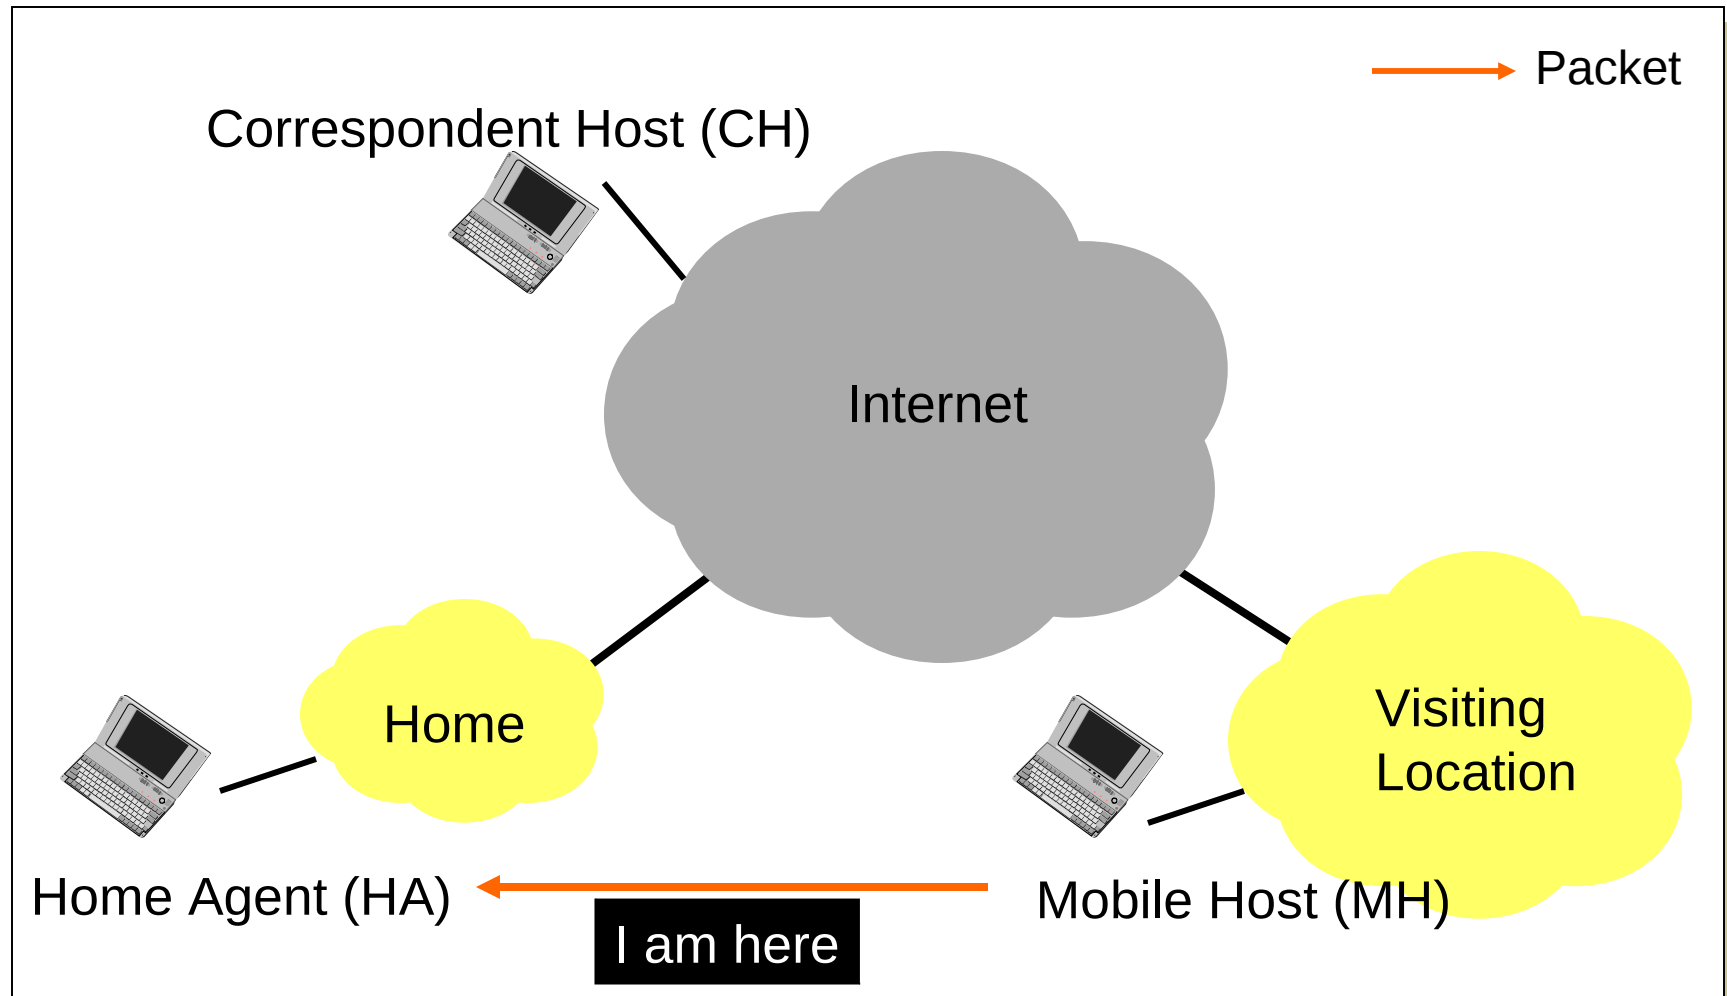 Packet
Correspondent Host (CH)
Internet
Home
Visiting
Location
Home Agent (HA)
Mobile Host (MH)
I am here